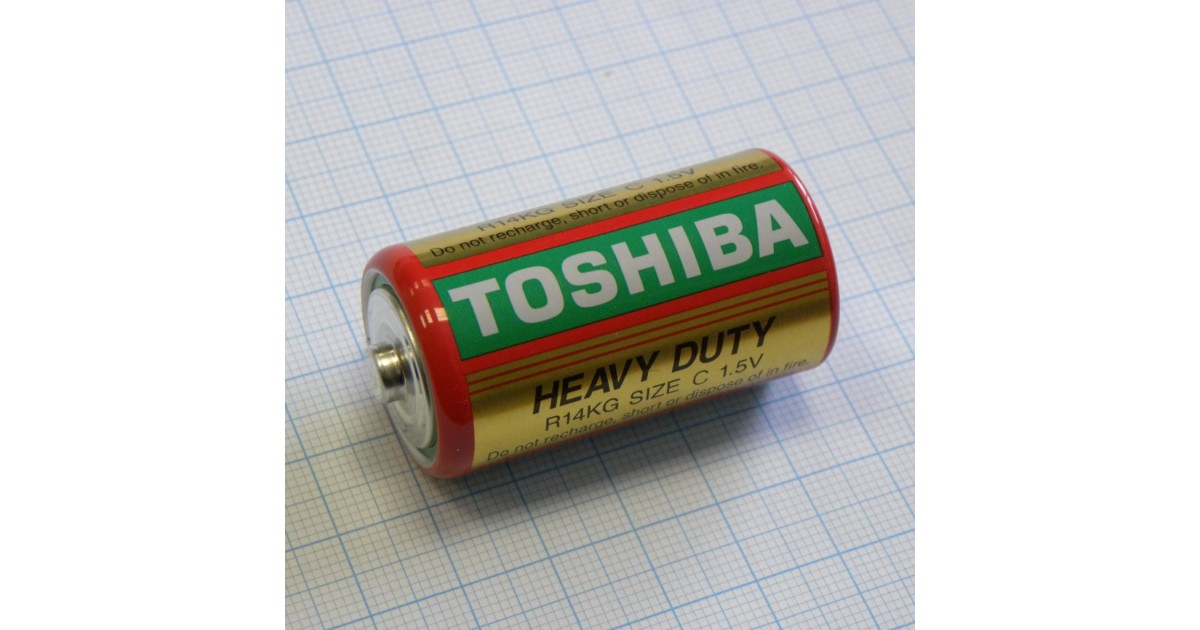 R14KG SIZE C 1.5V
Do not recharge, short or dispose of in fire.
TOSHIBA
HEAVY DUTY
R14KG SIZE C 1.5V
Do not recharge, short or dispose of in fire.